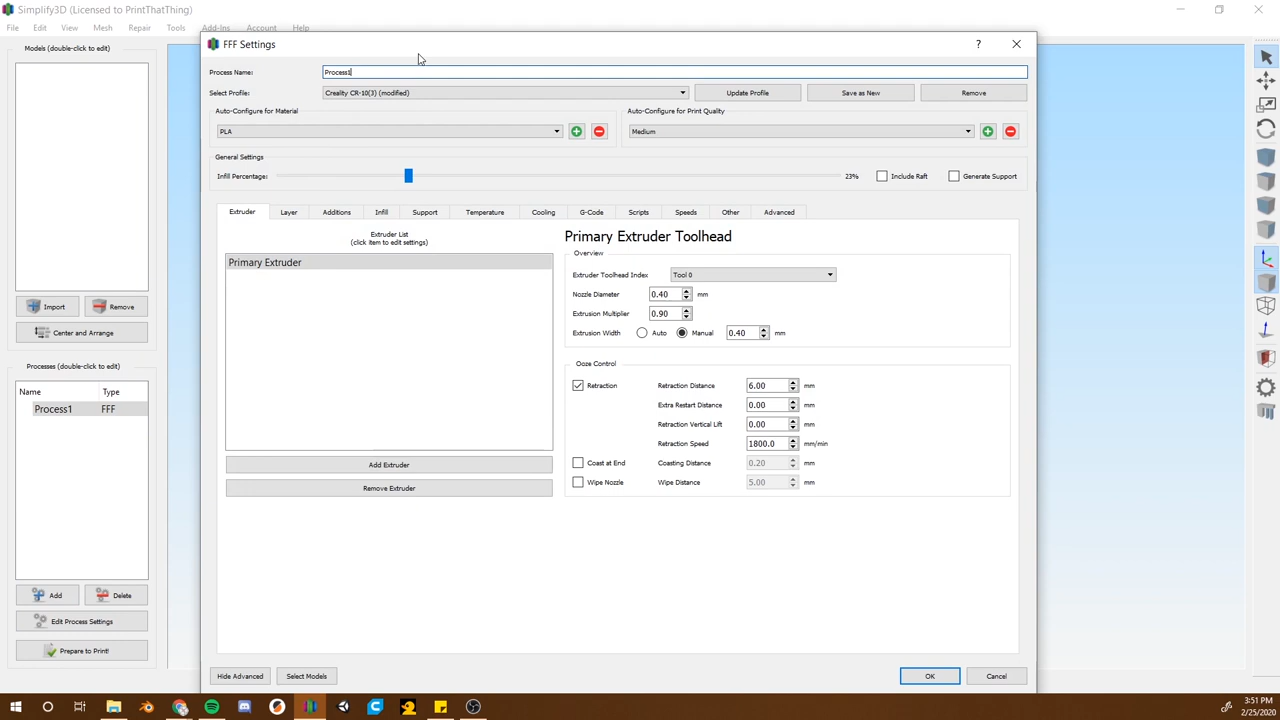 Simplify3D (Licensed to PrintThatThing)
File Edit View Mesh Repair Tools Add-Ins Account Help
Models (double-click to edit)
Import Remove
Center and Arrange
Processes (double-click to edit)
Name Type
Process1 FFF
Add Delete
Edit Process Settings
Prepare to Print!
FFF Settings ?
Process Name: Process1
Select Profile: Creality CR-10(3) (modified) Update Profile Save as New Remove
Auto-Configure for Material Auto-Configure for Print Quality
PLA Medium
General Settings
Infill Percentage: 23% Include Raft Generate Support
Extruder Layer Additions Infill Support Temperature Cooling G-Code Scripts Speeds Other Advanced
Extruder List
(click item to edit settings)
Primary Extruder
Add Extruder
Remove Extruder
Primary Extruder Toolhead
Overview
Extruder Toolhead Index Tool 0
Nozzle Diameter 0.40 mm
Extrusion Multiplier 0.90
Extrusion Width Auto Manual 0.40 mm
Ooze Control
Retraction Retraction Distance 6.00 mm
Extra Restart Distance 0.00 mm
Retraction Vertical Lift 0.00 mm
Retraction Speed 1800.0 mm/min
Coast at End Coasting Distance 0.20 mm
Wipe Nozzle Wipe Distance 5.00 mm
Hide Advanced Select Models OK Cancel
3:51 PM
2/25/2020